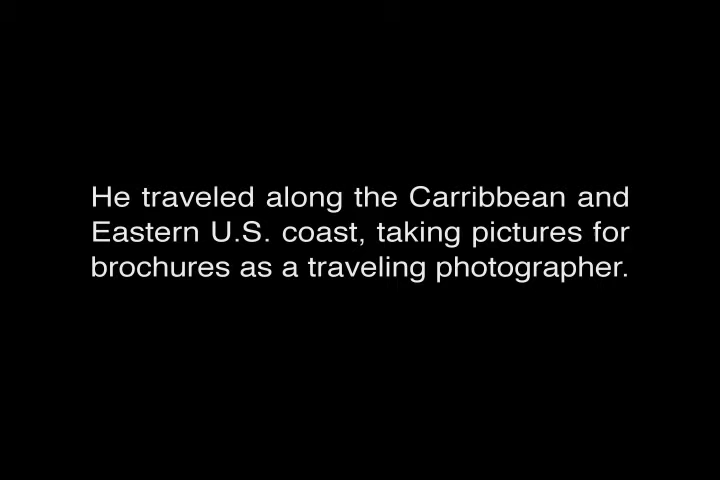 He traveled along the Carribbean and
Eastern U.S. coast, taking pictures for
brochures as a traveling photographer.